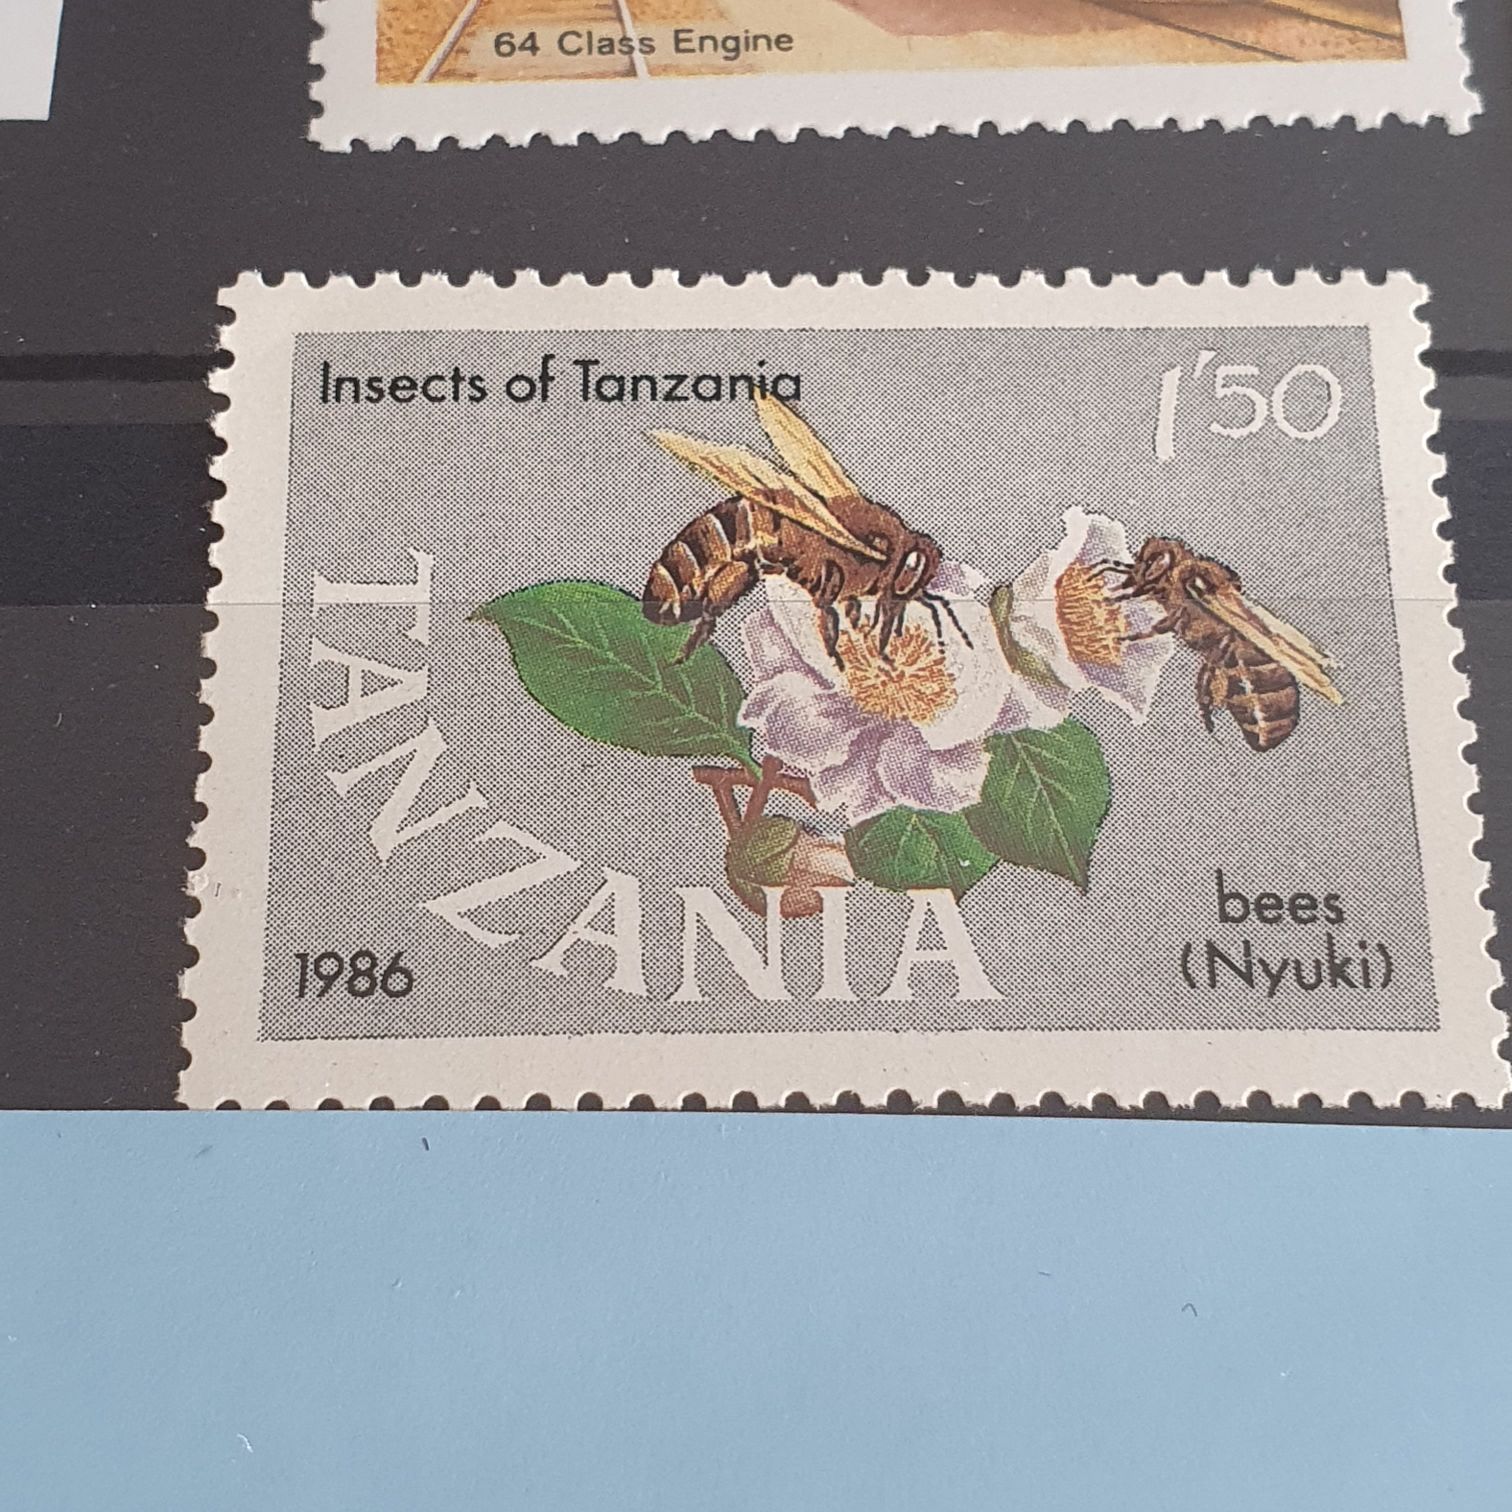 64 Class Engine
Insects of Tanzania
1'50
TANZANIA
bees
(Nyuki)
1986